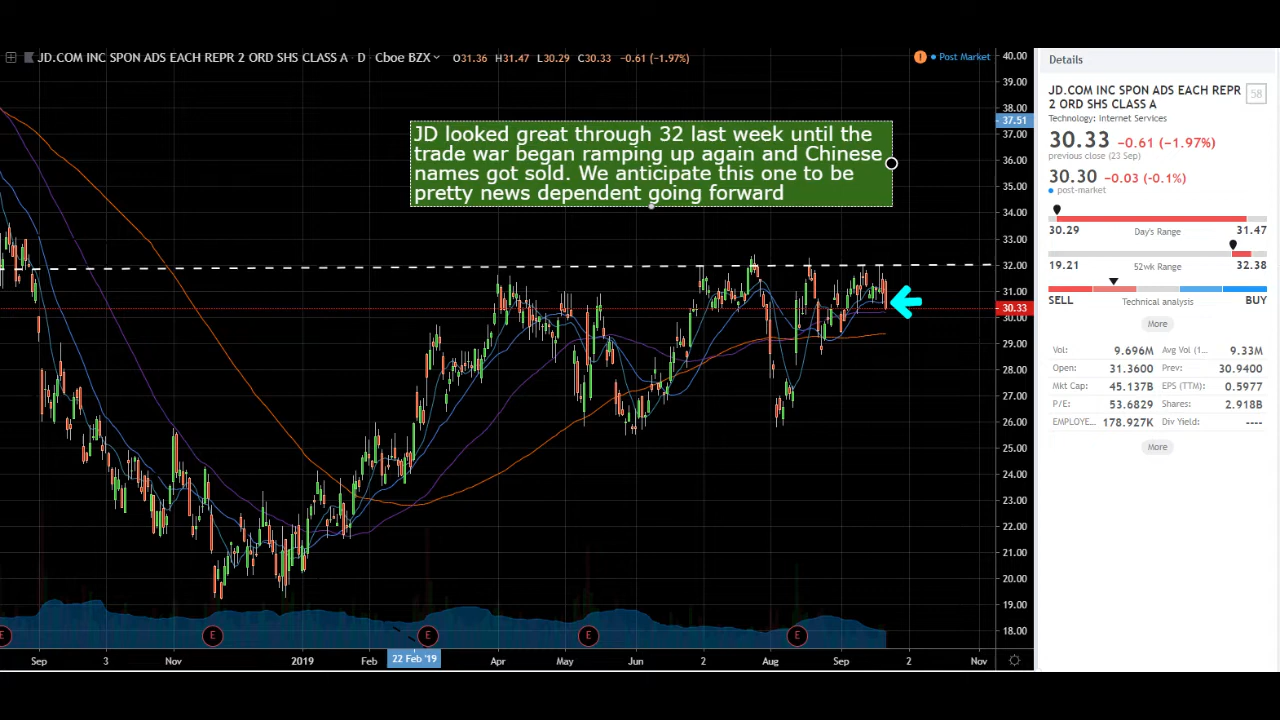 JD.COM INC SPON ADS EACH REPR 2 ORD SHS CLASS A · D · Cboe BZX O31.36 H31.47 L30.29 C30.33 -0.61 (-1.97%)
! Post Market
JD looked great through 32 last week until the
trade war began ramping up again and Chinese
names got sold. We anticipate this one to be
pretty news dependent going forward
40.00
39.00
38.00
37.51
37.00
36.00
35.00
34.00
33.00
32.00
31.00
30.33
30.00
29.00
28.00
27.00
26.00
25.00
24.00
23.00
22.00
21.00
20.00
19.00
18.00
E E E E E
Sep 3 Nov 2019 Feb 22 Feb '19 Apr May Jun 2 Aug Sep 2 Nov
Details
JD.COM INC SPON ADS EACH REPR
2 ORD SHS CLASS A
58
Technology: Internet Services
30.33 -0.61 (-1.97%)
previous close (23 Sep)
30.30 -0.03 (-0.1%)
post-market
30.29 Day's Range 31.47
19.21 52wk Range 32.38
SELL Technical analysis BUY
More
Vol: 9.696M Avg Vol (1... 9.33M
Open: 31.3600 Prev: 30.9400
Mkt Cap: 45.137B EPS (TTM): 0.5977
P/E: 53.6829 Shares: 2.918B
EMPLOYE... 178.927K Div Yield: ----
More